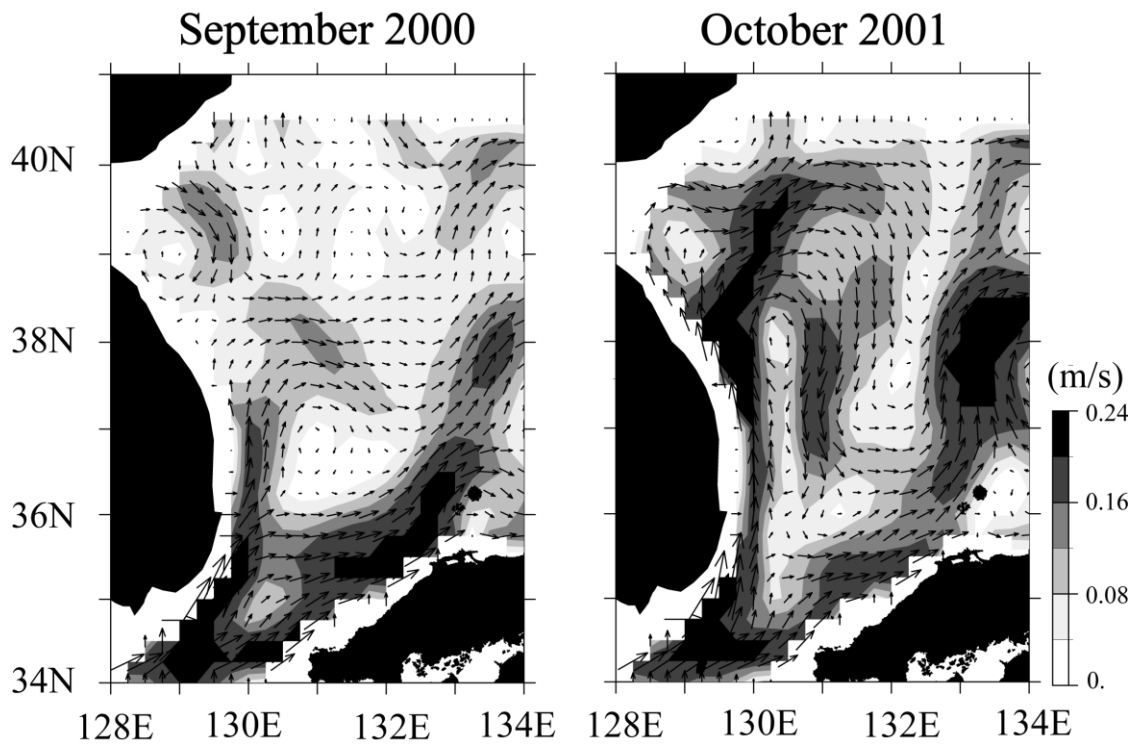 September 2000 October 2001
40N
38N
(m/s)
0.24
36N
0.16
0.08
34N
0.
128E 130E 132E 134E 128E 130E 132E 134E